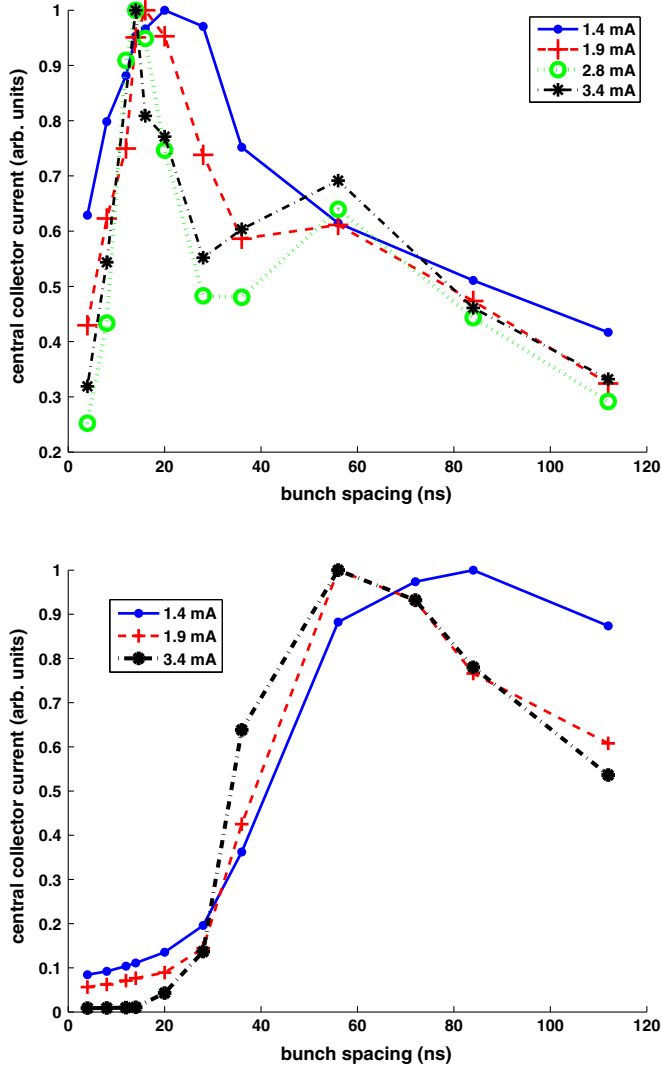 1
0.9
0.8
0.7
0.6
0.5
0.4
0.3
0.2
0 20 40 60 80 100 120
central collector current (arb. units)
bunch spacing (ns)
1.4 mA
1.9 mA
2.8 mA
3.4 mA
1
0.9
0.8
0.7
0.6
0.5
0.4
0.3
0.2
0.1
0
0 20 40 60 80 100 120
central collector current (arb. units)
bunch spacing (ns)
1.4 mA
1.9 mA
3.4 mA